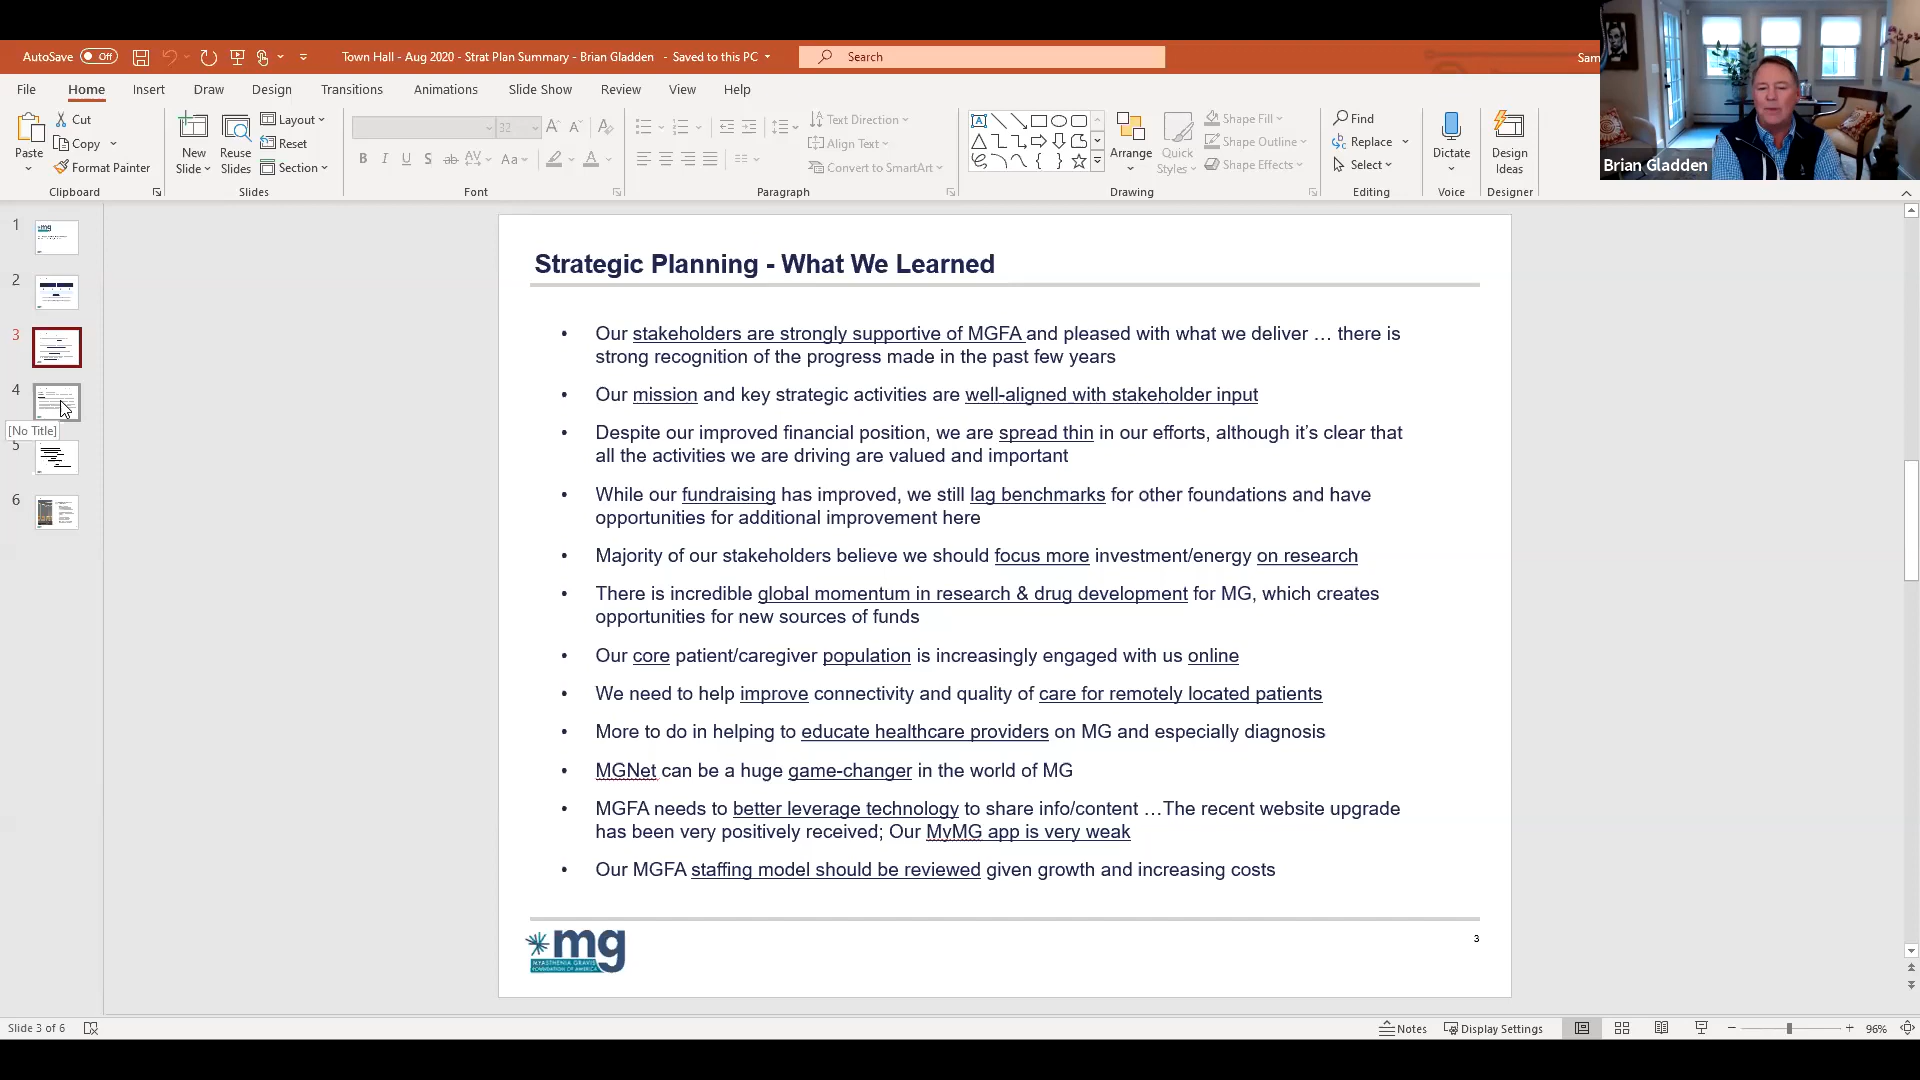 AutoSave Off
Town Hall - Aug 2020 - Strat Plan Summary - Brian Gladden - Saved to this PC
Search
Sam
File Home Insert Draw Design Transitions Animations Slide Show Review View Help
Paste
Cut
Copy
Format Painter
Clipboard
New Slide
Reuse Slides
Layout
Reset
Section
Slides
32
Font
Text Direction
Align Text
Convert to SmartArt
Paragraph
Arrange
Quick Styles
Shape Fill
Shape Outline
Shape Effects
Drawing
Find
Replace
Select
Editing
Dictate
Voice
Design Ideas
Designer
Brian Gladden
1
2
3
4
[No Title]
5
6
Strategic Planning - What We Learned
• Our stakeholders are strongly supportive of MGFA and pleased with what we deliver … there is
strong recognition of the progress made in the past few years
• Our mission and key strategic activities are well-aligned with stakeholder input
• Despite our improved financial position, we are spread thin in our efforts, although it’s clear that
all the activities we are driving are valued and important
• While our fundraising has improved, we still lag benchmarks for other foundations and have
opportunities for additional improvement here
• Majority of our stakeholders believe we should focus more investment/energy on research
• There is incredible global momentum in research & drug development for MG, which creates
opportunities for new sources of funds
• Our core patient/caregiver population is increasingly engaged with us online
• We need to help improve connectivity and quality of care for remotely located patients
• More to do in helping to educate healthcare providers on MG and especially diagnosis
• MGNet can be a huge game-changer in the world of MG
• MGFA needs to better leverage technology to share info/content …The recent website upgrade
has been very positively received; Our MyMG app is very weak
• Our MGFA staffing model should be reviewed given growth and increasing costs
mg
MYASTHENIA GRAVIS
FOUNDATION OF AMERICA
3
Slide 3 of 6
Notes
Display Settings
96%